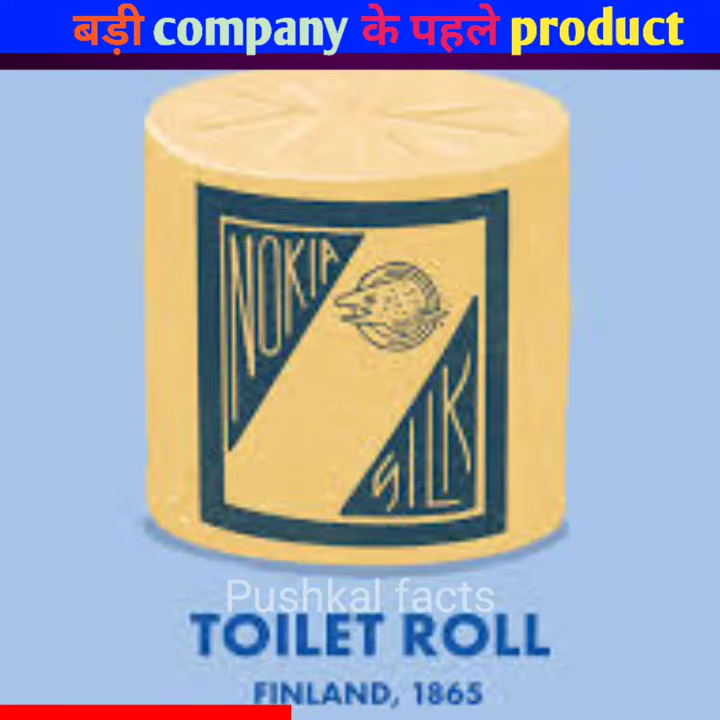 बड़ी company के पहले product
NOKIA
SILK
Pushkal facts
TOILET ROLL
FINLAND, 1865